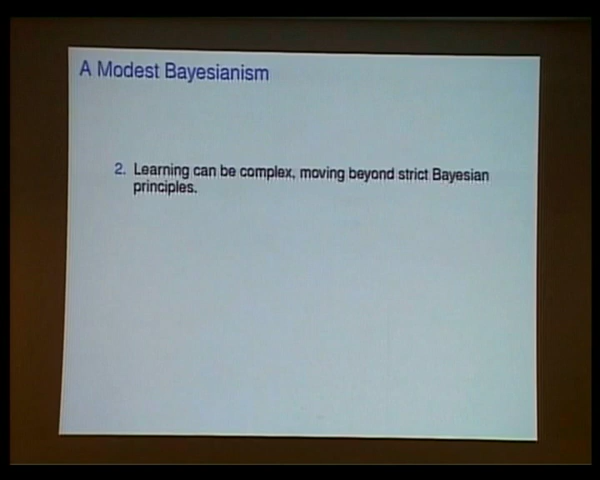 A Modest Bayesianism
2. Learning can be complex, moving beyond strict Bayesian
principles.